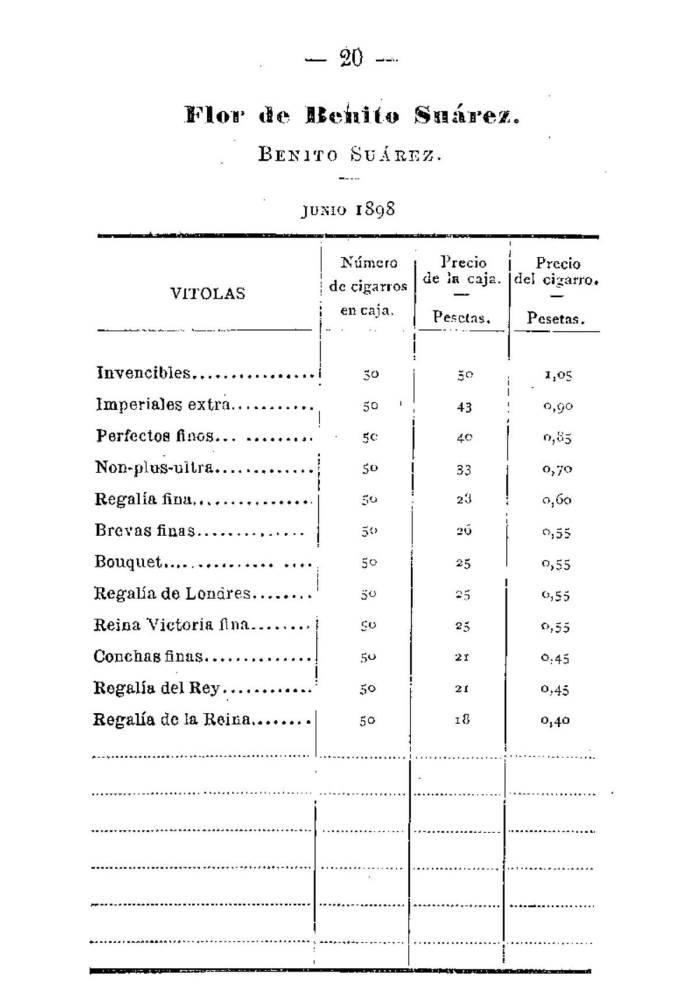 — 20 —
Flor de Benito Suárez.
BENITO SUÁREZ.
JUNIO 1898
VITOLAS
Número de cigarros en caja.
Precio de la caja. — Pesetas.
Precio del cigarro. — Pesetas.
Invencibles................ 50 50 1,05
Imperiales extra........... 50 43 0,90
Perfectos finos... ......... 50 40 0,85
Non-plus-ultra............. 50 33 0,70
Regalía fina............... 50 28 0,60
Brevas finas.............. 50 26 0,55
Bouquet............... .... 50 25 0,55
Regalía de Londres........ 50 25 0,55
Reina Victoria fina........ 50 25 0,55
Conchas finas.............. 50 21 0,45
Regalía del Rey............ 50 21 0,45
Regalía de la Reina........ 50 18 0,40